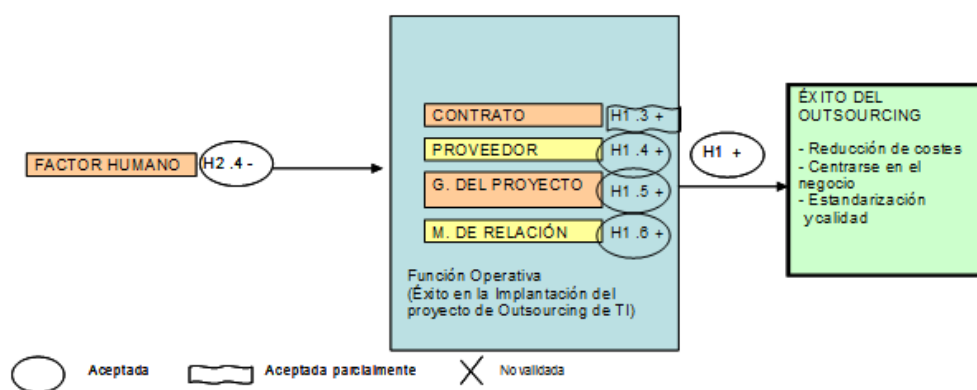 FACTOR HUMANO
H2 .4 -
CONTRATO
H1 .3 +
PROVEEDOR
H1 .4 +
G. DEL PROYECTO
H1 .5 +
M. DE RELACIÓN
H1 .6 +
Función Operativa
(Éxito en la Implantación del
proyecto de Outsourcing de TI)
H1 +
ÉXITO DEL
OUTSOURCING
- Reducción de costes
- Centrarse en el
negocio
- Estandarización
y calidad
Aceptada
Aceptada parcialmente
No validada